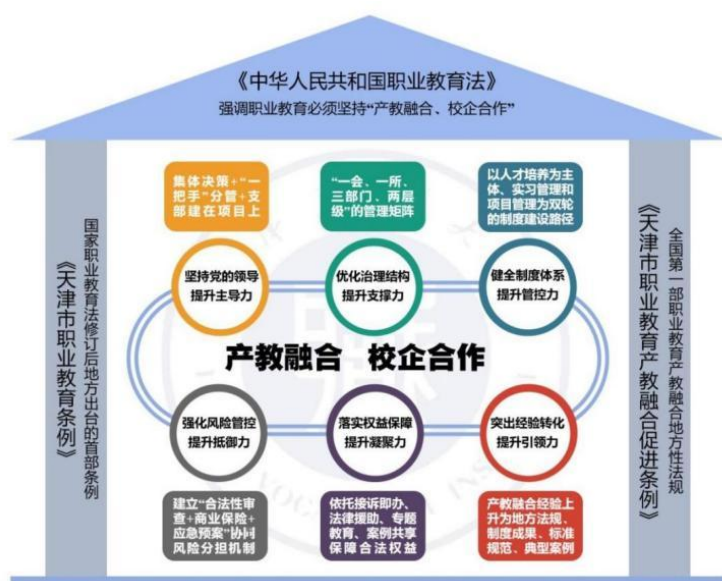 《中华人民共和国职业教育法》
强调职业教育必须坚持“产教融合、校企合作”
国家职业教育法修订后地方出台的首部条例
《天津市职业教育条例》
集体决策+“一
把手”分管+支
部建在项目上
“一会、一所、
三部门、两层
级”的管理矩阵
以人才培养为主
体、实习管理和
项目管理为双轮
的制度建设路径
坚持党的领导
提升主导力
优化治理结构
提升支撑力
健全制度体系
提升管控力
产教融合 校企合作
强化风险管控
提升抵御力
落实权益保障
提升凝聚力
突出经验转化
提升引领力
建立“合法性审
查+商业保险+
应急预案”协同
风险分担机制
依托接诉即办、
法律援助、专题
教育、案例共享
保障合法权益
产教融合经验上
升为地方法规、
制度成果、标准
规范、典型案例
全国第一部职业教育产教融合地方性法规
《天津市职业教育产教融合促进条例》